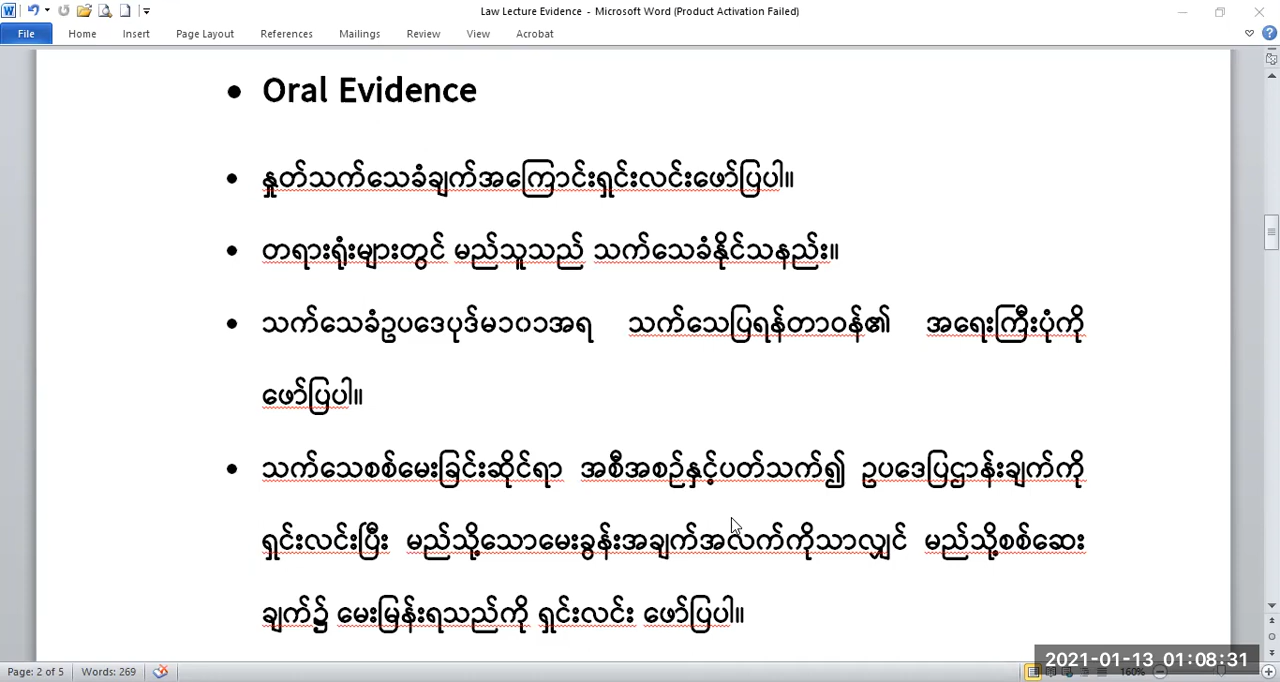 Law Lecture Evidence - Microsoft Word (Product Activation Failed)
File Home Insert Page Layout References Mailings Review View Acrobat
• Oral Evidence
• နှုတ်သက်သေခံချက်အကြောင်းရှင်းလင်းဖော်ပြပါ။
• တရားရုံးများတွင် မည်သူသည် သက်သေခံနိုင်သနည်း။
• သက်သေခံဥပဒေပုဒ်မ၁၀၁အရ သက်သေပြရန်တာဝန်၏ အရေးကြီးပုံကို
ဖော်ပြပါ။
• သက်သေစစ်မေးခြင်းဆိုင်ရာ အစီအစဉ်နှင့်ပတ်သက်၍ ဥပဒေပြဌာန်းချက်ကို
ရှင်းလင်းပြီး မည်သို့သောမေးခွန်းအချက်အလက်ကိုသာလျှင် မည်သို့စစ်ဆေး
ချက်၌ မေးမြန်းရသည်ကို ရှင်းလင်း ဖော်ပြပါ။
Page: 2 of 5 Words: 269 160%
2021-01-13 01:08:31